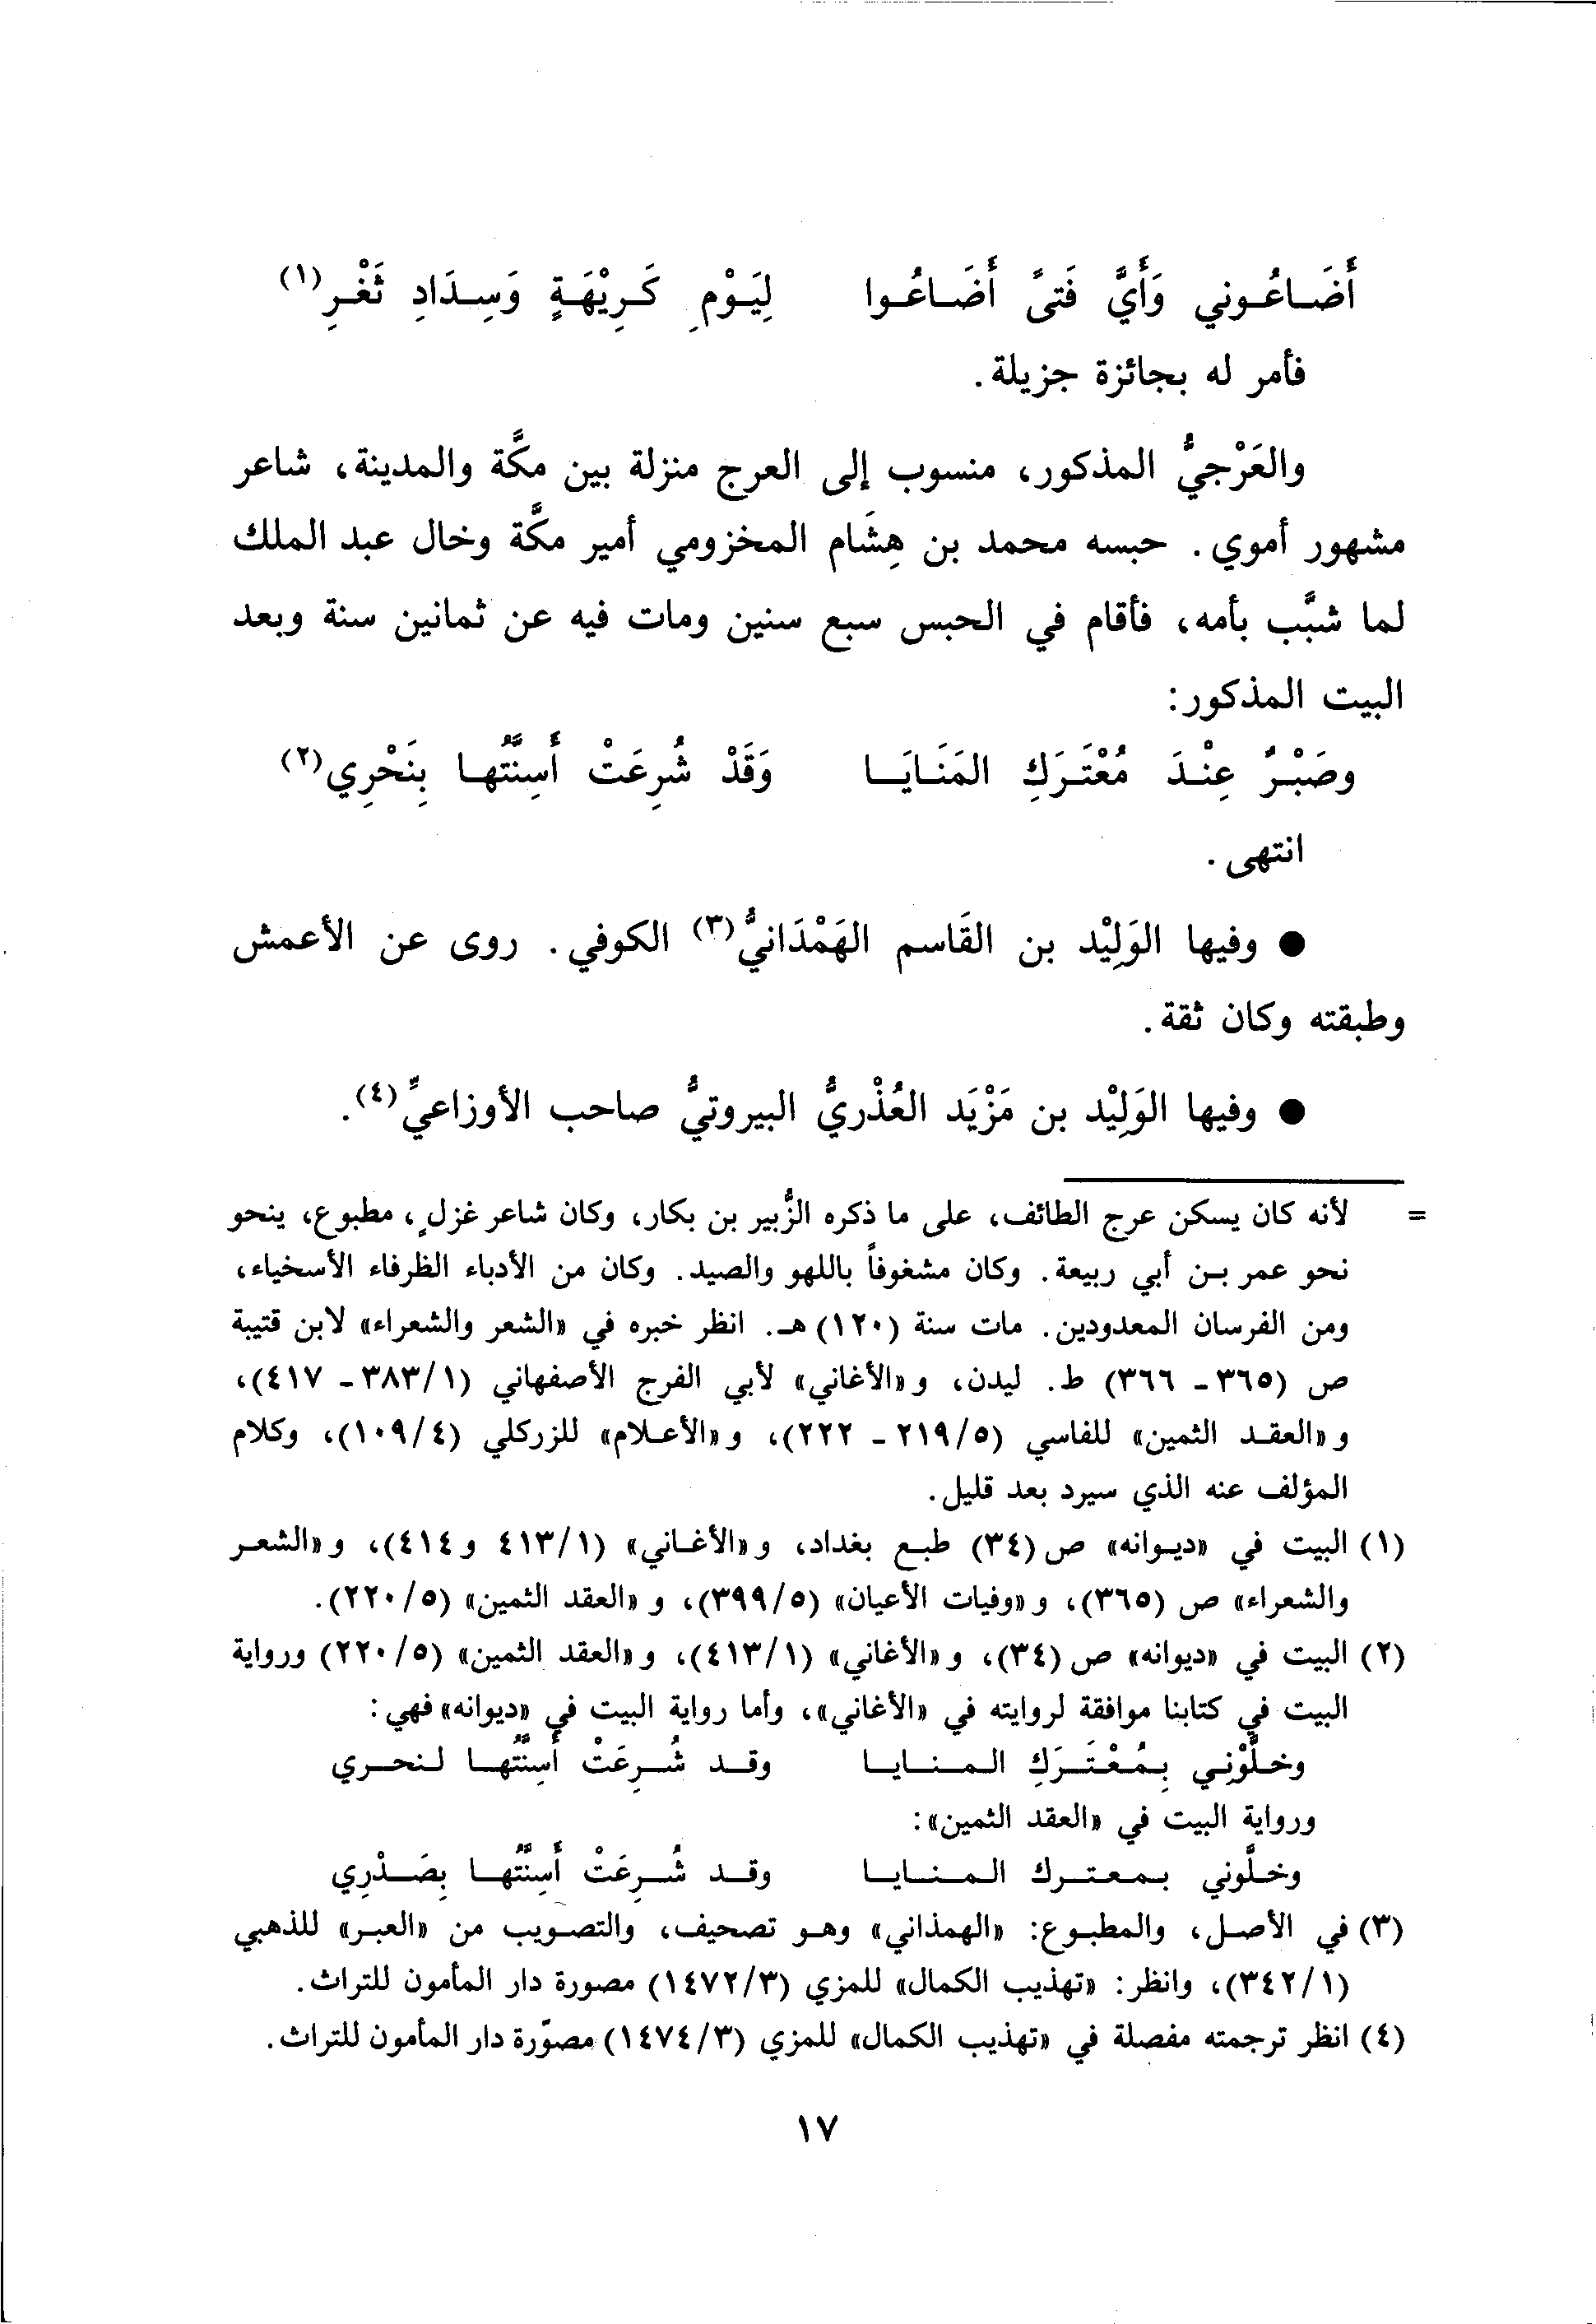 أَضَاعُوني وَأَيَّ فَتىً أَضَاعُوا لِيَوْمِ كَرِيْهَةٍ وَسِدَادِ ثَغْرِ(١)
فأمر له بجائزة جزيلة.
والعَرْجيُّ المذكور، منسوب إلى العرج منزلة بين مكَّة والمدينة، شاعر
مشهور أموي. حبسه محمد بن هِشَام المخزومي أمير مكَّة وخال عبد الملك
لما شبَّب بأمه، فأقام في الحبس سبع سنين ومات فيه عن ثمانين سنة وبعد
البيت المذكور:
وصَبْرٌ عِنْدَ مُعْتَرَكِ المَنَايَا وَقَدْ شُرِعَتْ أَسِنَّتُها بِنَحْرِي(٢)
انتهى.
● وفيها الوَلِيْد بن القَاسم الهَمْدَانيُّ(٣) الكوفي. روى عن الأعمش
وطبقته وكان ثقة.
● وفيها الوَلِيْد بن مَزْيَد العُذْريُّ البيروتيُّ صاحب الأوزاعيِّ(٤).
= لأنه كان يسكن عرج الطائف، على ما ذكره الزُّبير بن بكار، وكان شاعر غزلٍ، مطبوع، ينحو
نحو عمر بن أبي ربيعة. وكان مشغوفاً باللهو والصيد. وكان من الأدباء الظرفاء الأسخياء،
ومن الفرسان المعدودين. مات سنة (١٢٠) هـ. انظر خبره في «الشعر والشعراء» لابن قتيبة
ص (٣٦٥ - ٣٦٦) ط. ليدن، و«الأغاني» لأبي الفرج الأصفهاني (١/٣٨٣ - ٤١٧)،
و«العقد الثمين» للفاسي (٥/٢١٩ - ٢٢٢)، و«الأعلام» للزركلي (٤/١٠٩)، وكلام
المؤلف عنه الذي سيرد بعد قليل.
(١) البيت في «ديوانه» ص (٣٤) طبع بغداد، و«الأغاني» (١/٤١٣ و ٤١٤)، و«الشعر
والشعراء» ص (٣٦٥)، و«وفيات الأعيان» (٥/٣٩٩)، و«العقد الثمين» (٥/٢٢٠).
(٢) البيت في «ديوانه» ص (٣٤)، و«الأغاني» (١/٤١٣)، و«العقد الثمين» (٥/٢٢٠) ورواية
البيت في كتابنا موافقة لروايته في «الأغاني»، وأما رواية البيت في «ديوانه» فهي:
وخلَّوْنِي بِمُعْتَرَكِ المنايا وقد شُرِعَتْ أَسِنَّتُها لنحري
ورواية البيت في «العقد الثمين»:
وخلَّوني بمعترك المنايا وقد شُرِعَتْ أَسِنَّتُها بِصَدْرِي
(٣) في الأصل، والمطبوع: «الهمذاني» وهو تصحيف، والتصويب من «العبر» للذهبي
(١/٣٤٢)، وانظر: «تهذيب الكمال» للمزي (٣/١٤٧٢) مصورة دار المأمون للتراث.
(٤) انظر ترجمته مفصلة في «تهذيب الكمال» للمزي (٣/١٤٧٤) مصوّرة دار المأمون للتراث.
١٧